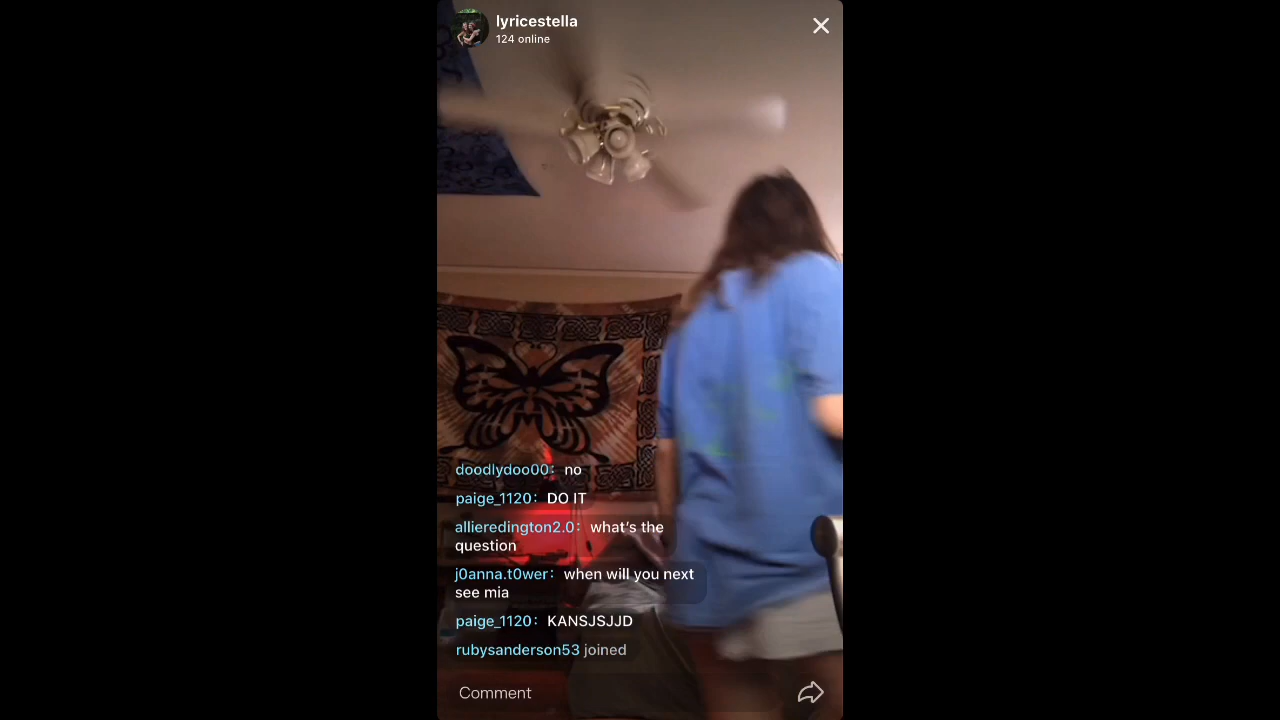 lyricestella
124 online
doodlydoo00: no
paige_1120: DO IT
allieredington2.0: what's the
question
j0anna.t0wer: when will you next
see mia
paige_1120: KANSJSJJD
rubysanderson53 joined
Comment